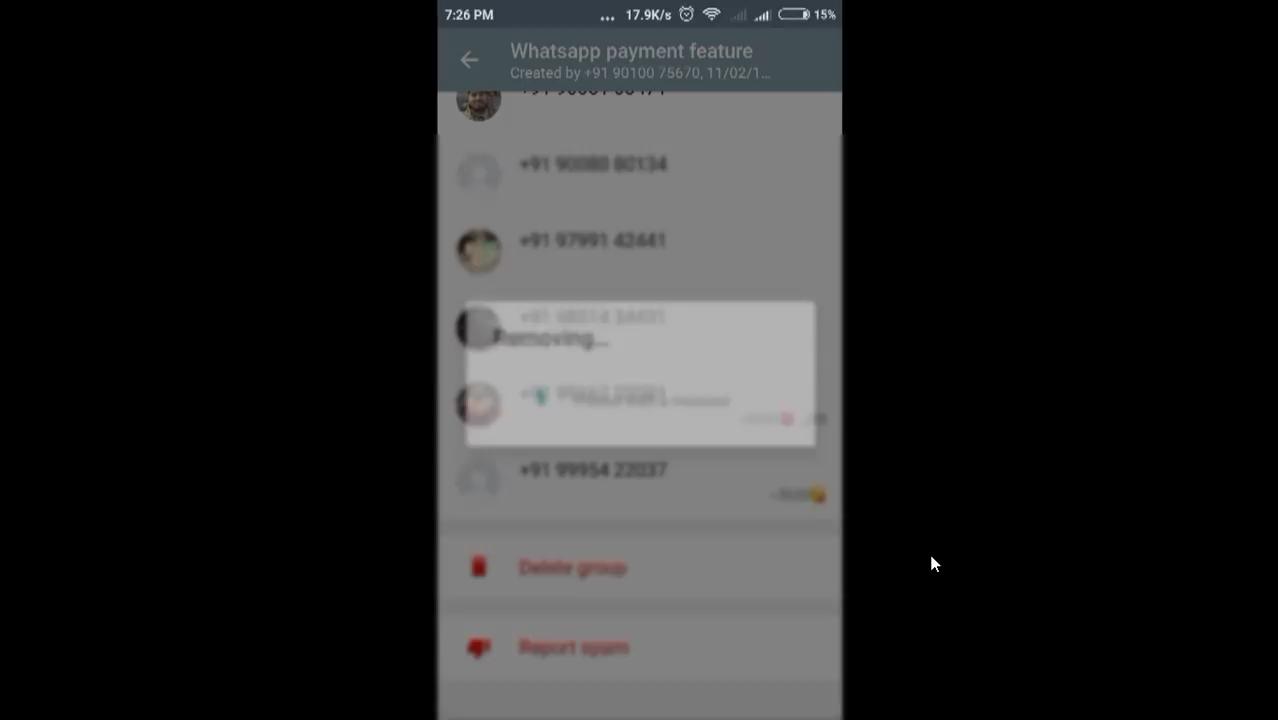 7:26 PM ... 17.9K/s 15%
Whatsapp payment feature
Created by +91 90100 75670, 11/02/1...
+91 90080 80134
+91 97991 42441
Removing...
+91 99954 22037
Delete group
Report spam